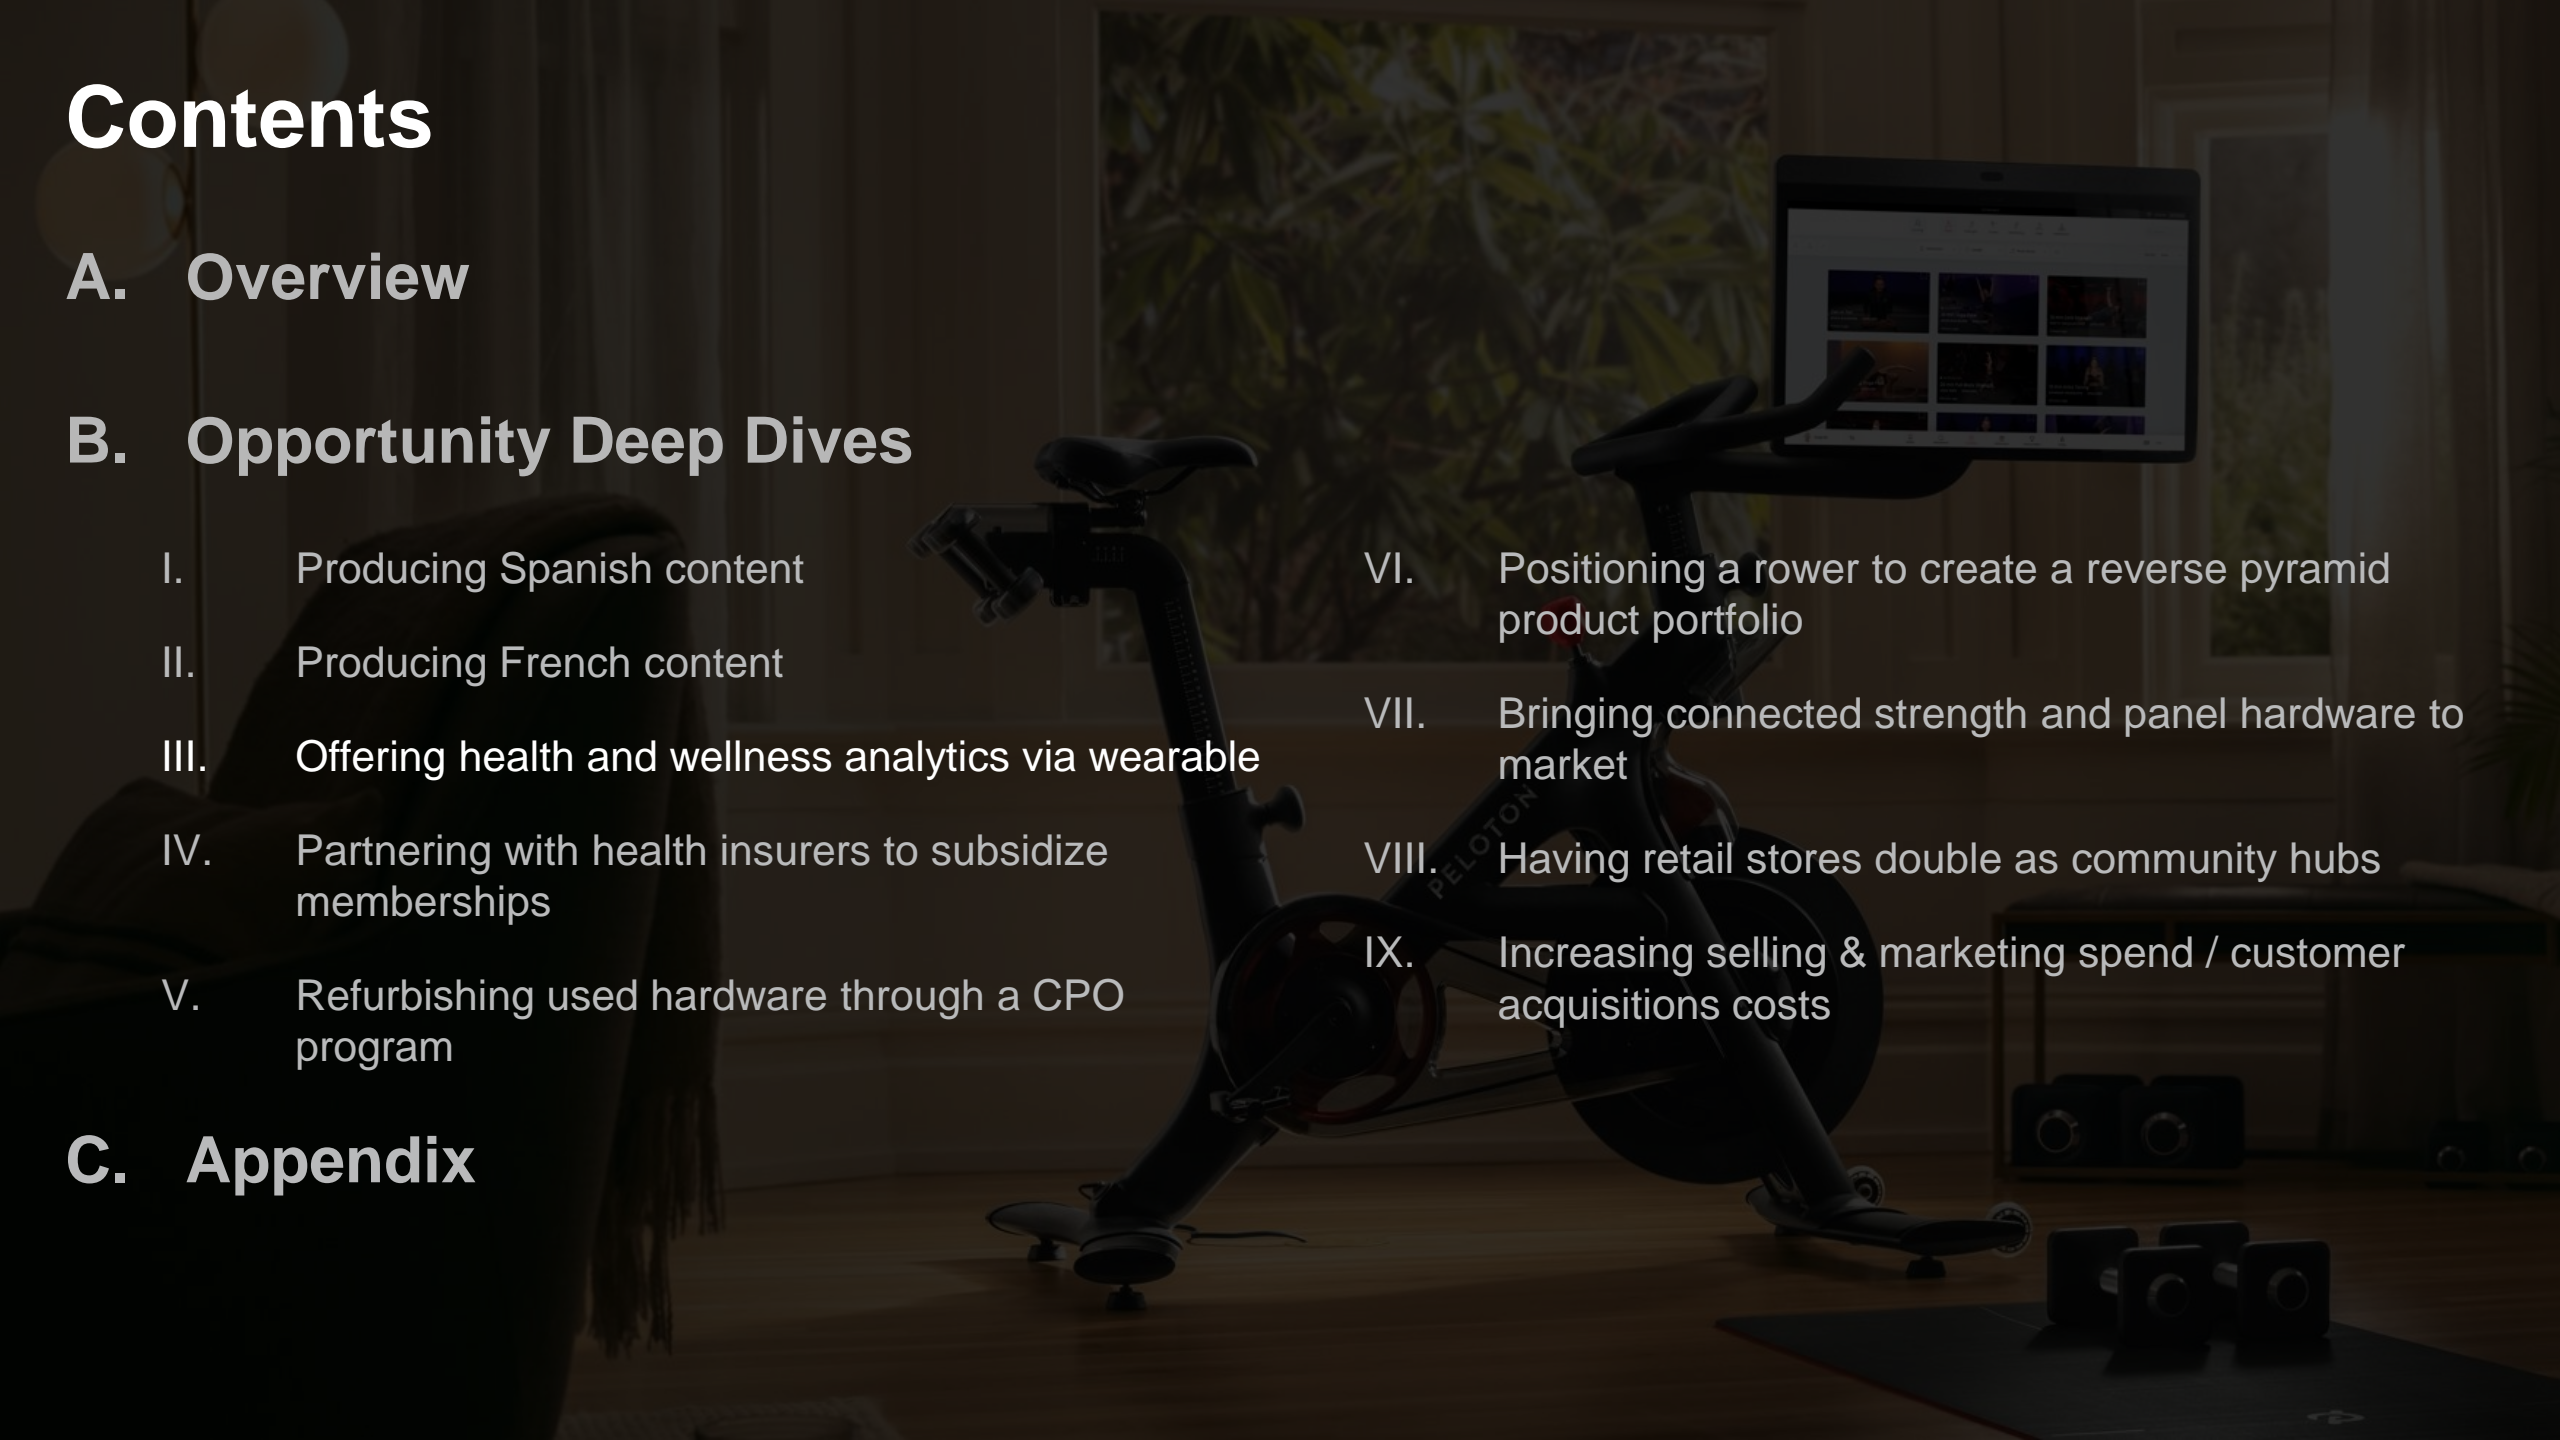 Contents
A. Overview
B. Opportunity Deep Dives
I. Producing Spanish content
II. Producing French content
III. Offering health and wellness analytics via wearable
IV. Partnering with health insurers to subsidize
memberships
V. Refurbishing used hardware through a CPO
program
VI. Positioning a rower to create a reverse pyramid
product portfolio
VII. Bringing connected strength and panel hardware to
market
VIII. Having retail stores double as community hubs
IX. Increasing selling & marketing spend / customer
acquisitions costs
C. Appendix
PELOTON